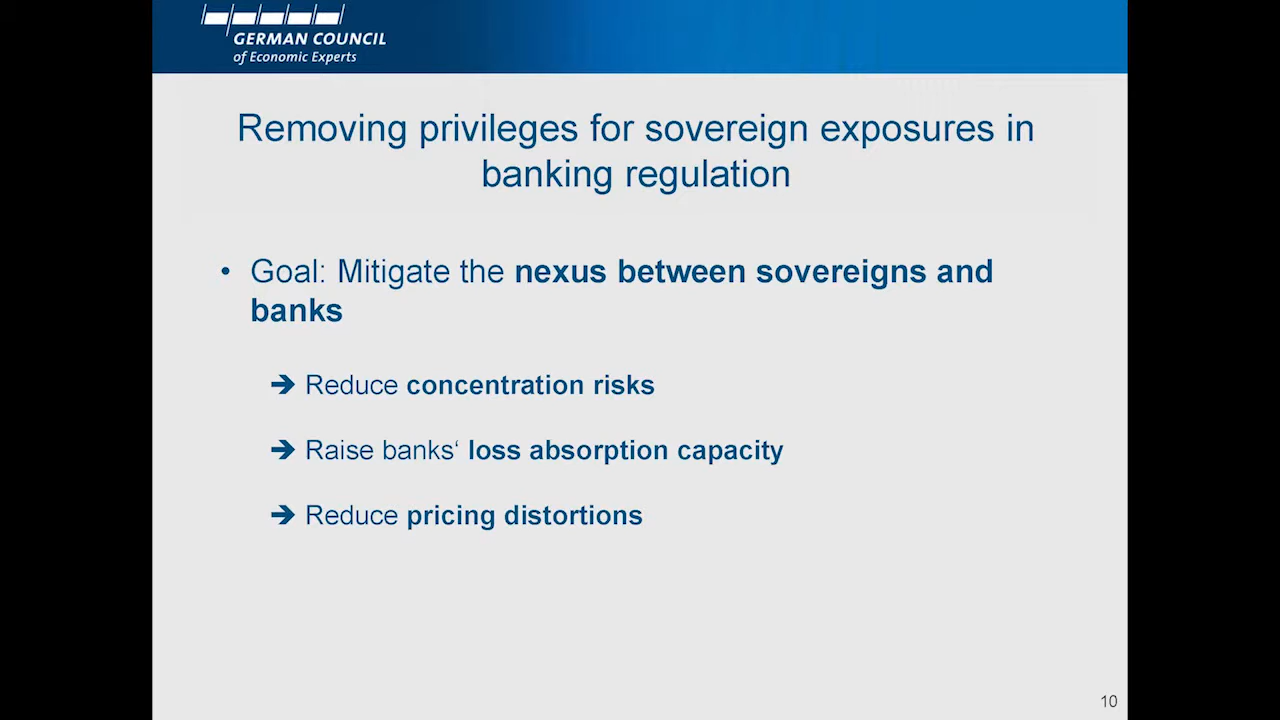 GERMAN COUNCIL
of Economic Experts
Removing privileges for sovereign exposures in
banking regulation
• Goal: Mitigate the nexus between sovereigns and
banks
➔ Reduce concentration risks
➔ Raise banks‘ loss absorption capacity
➔ Reduce pricing distortions
10